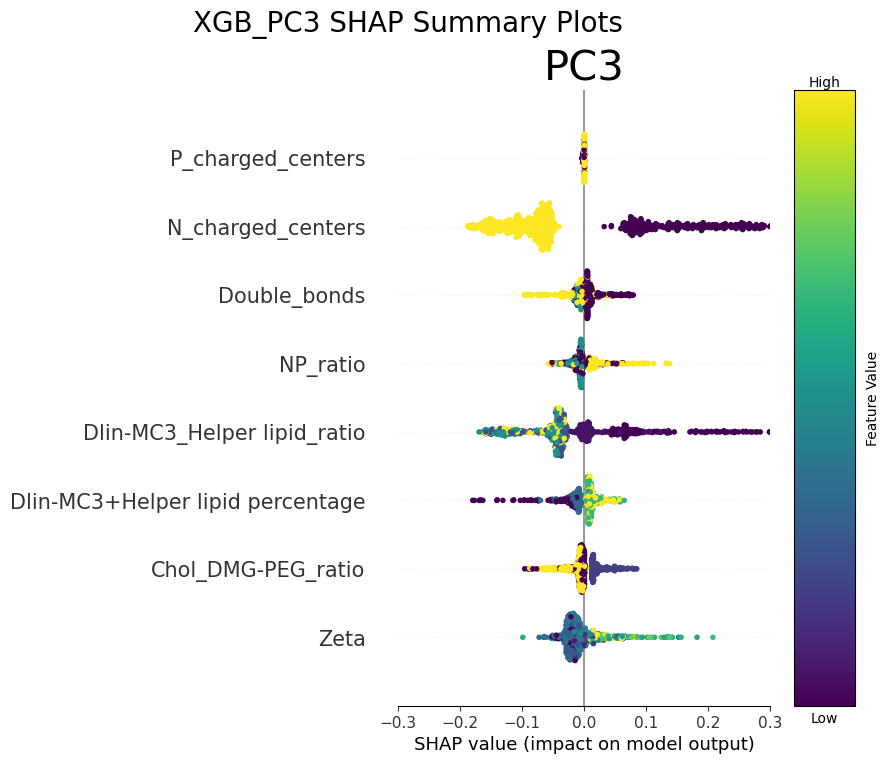 XGB_PC3 SHAP Summary Plots
PC3
High
P_charged_centers
N_charged_centers
Double_bonds
NP_ratio
Dlin-MC3_Helper lipid_ratio
Dlin-MC3+Helper lipid percentage
Chol_DMG-PEG_ratio
Zeta
Feature Value
Low
−0.3 −0.2 −0.1 0.0 0.1 0.2 0.3
SHAP value (impact on model output)